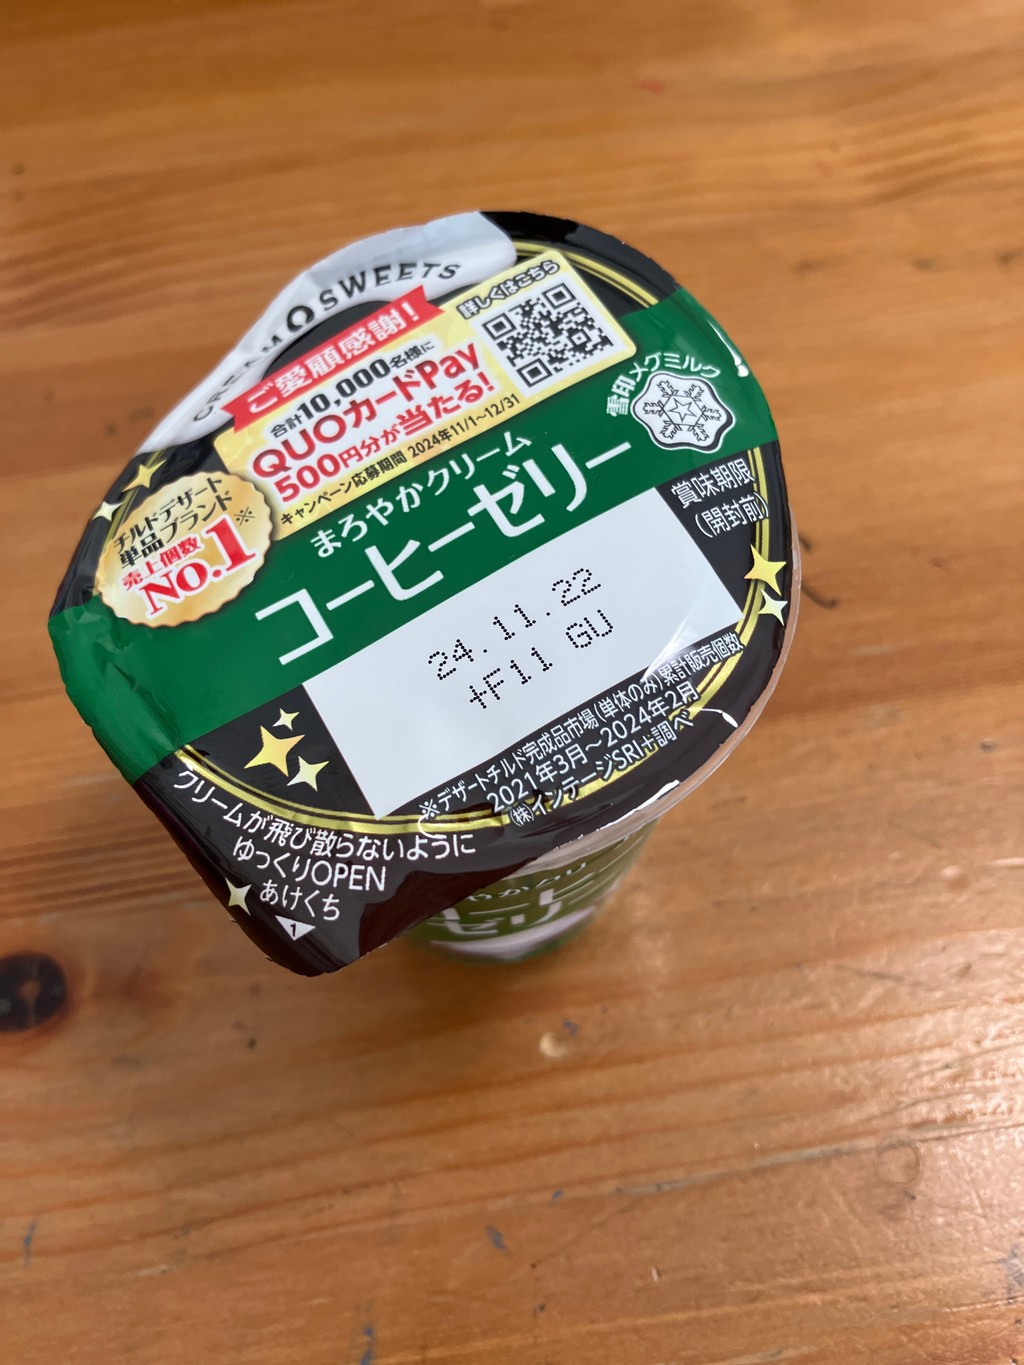 CREAM SWEETS
ご愛顧感謝!
合計10,000名様に
QUOカードPay
500円分が当たる!
キャンペーン応募期間 2024年11/1~12/31
詳しくはこちら
雪印メグミルク
チルドデザート
単品ブランド※
売上個数
NO.1
まろやかクリーム
コーヒーゼリー
賞味期限
(開封前)
24.11.22
+F11 GU
※デザートチルド完成品市場(単体のみ)累計販売個数
2021年3月~2024年2月
(株)インテージSRI+調べ
クリームが飛び散らないように
ゆっくりOPEN
あけくち
1
ゼリー